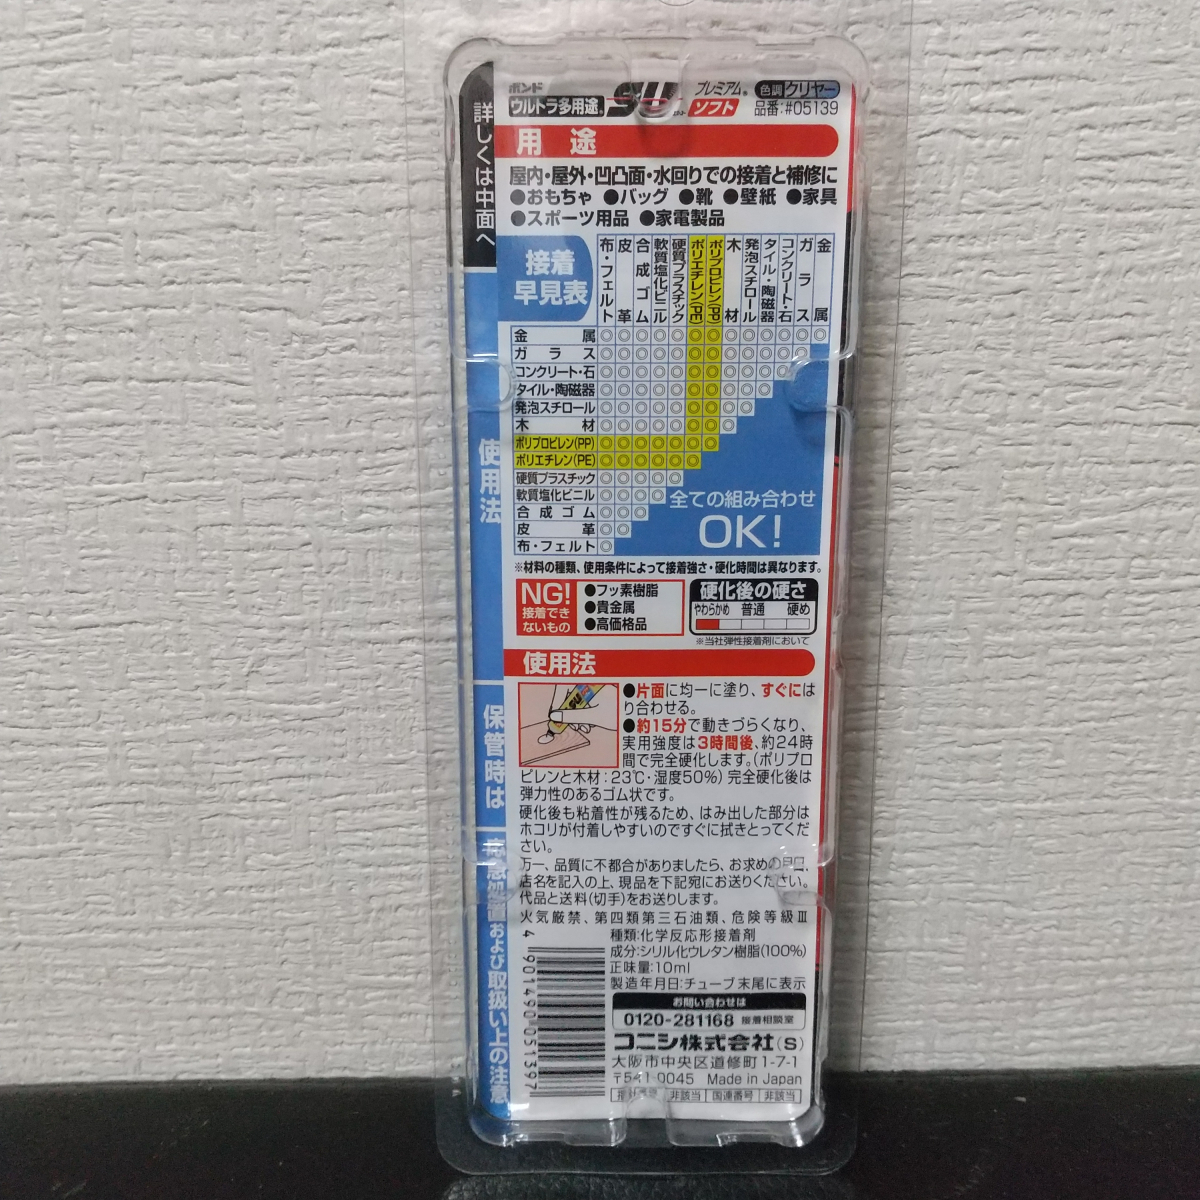 詳しくは中面へ
使用法
保管時は
応急処置および取扱い上の注意
ボンド
ウルトラ多用途 SU プレミアム® ソフト
色調 クリヤー
品番:#05139
用途
屋内・屋外・凹凸面・水回りでの接着と補修に
●おもちゃ ●バッグ ●靴 ●壁紙 ●家具
●スポーツ用品 ●家電製品
接着
早見表
布・フェルト
皮革
合成ゴム
軟質塩化ビニル
硬質プラスチック
ポリエチレン(PE)
ポリプロピレン(PP)
木材
発泡スチロール
タイル・陶磁器
コンクリート・石
ガラス
金属
金属 ◎ ◎ ◎ ◎ ◎ ◎ ◎ ◎ ◎ ◎ ◎ ◎ ◎
ガラス ◎ ◎ ◎ ◎ ◎ ◎ ◎ ◎ ◎ ◎ ◎ ◎
コンクリート・石 ◎ ◎ ◎ ◎ ◎ ◎ ◎ ◎ ◎ ◎ ◎
タイル・陶磁器 ◎ ◎ ◎ ◎ ◎ ◎ ◎ ◎ ◎ ◎
発泡スチロール ◎ ◎ ◎ ◎ ◎ ◎ ◎ ◎ ◎
木材 ◎ ◎ ◎ ◎ ◎ ◎ ◎ ◎
ポリプロピレン(PP) ◎ ◎ ◎ ◎ ◎ ◎ ◎
ポリエチレン(PE) ◎ ◎ ◎ ◎ ◎ ◎
硬質プラスチック ◎ ◎ ◎ ◎ ◎
軟質塩化ビニル ◎ ◎ ◎ ◎
合成ゴム ◎ ◎ ◎
皮革 ◎ ◎
布・フェルト ◎
全ての組み合わせ
OK!
※材料の種類、使用条件によって接着強さ・硬化時間は異なります。
NG!
接着でき
ないもの
●フッ素樹脂
●貴金属
●高価格品
硬化後の硬さ
やわらかめ 普通 硬め
※当社弾性接着剤において
使用法
●片面に均一に塗り、すぐには
り合わせる。
●約15分で動きづらくなり、
実用強度は3時間後、約24時
間で完全硬化します。(ポリプロ
ピレンと木材:23℃・湿度50%) 完全硬化後は
弾力性のあるゴム状です。
硬化後も粘着性が残るため、はみ出した部分は
ホコリが付着しやすいのですぐに拭きとってくだ
さい。
万一、品質に不都合がありましたら、お求めの月日、
店名を記入の上、現品を下記宛にお送りください。
代品と送料(切手)をお送りします。
火気厳禁、第四類第三石油類、危険等級Ⅲ
種類:化学反応形接着剤
成分:シリル化ウレタン樹脂(100%)
正味量:10ml
製造年月日:チューブ末尾に表示
4 901490 051397
お問い合わせは
0120-281168 接着相談室
コニシ株式会社(S)
大阪市中央区道修町1-7-1
〒541-0045 Made in Japan
非該当 国連番号 非該当